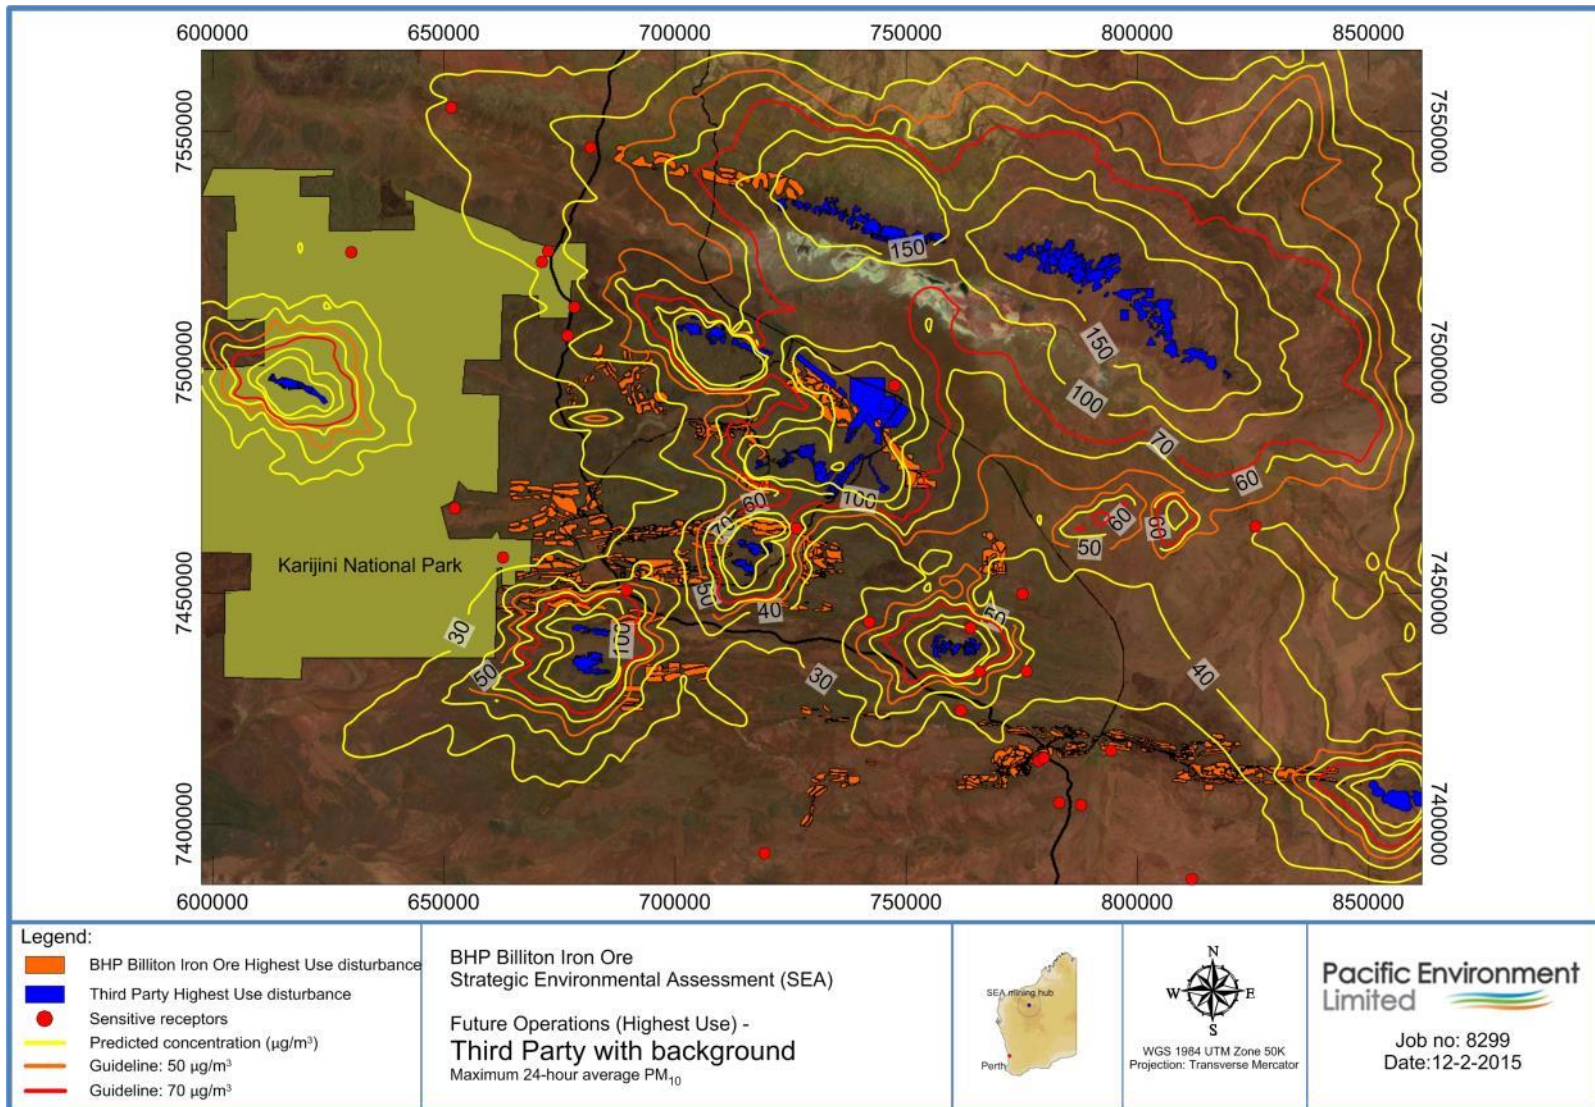 600000 650000 700000 750000 800000 850000
7550000
7500000
7450000
7400000
7550000
7500000
7450000
7400000
150
150
100
70
60
60
60
50
100
60
70
50
40
50
100
50
30
30
40
Karijini National Park
600000 650000 700000 750000 800000 850000
Legend:
BHP Billiton Iron Ore Highest Use disturbance
Third Party Highest Use disturbance
Sensitive receptors
Predicted concentration (µg/m³)
Guideline: 50 µg/m³
Guideline: 70 µg/m³
BHP Billiton Iron Ore
Strategic Environmental Assessment (SEA)
Future Operations (Highest Use) -
Third Party with background
Maximum 24-hour average PM₁₀
SEA mining hub
Perth
N
W E
S
WGS 1984 UTM Zone 50K
Projection: Transverse Mercator
Pacific Environment
Limited
Job no: 8299
Date:12-2-2015